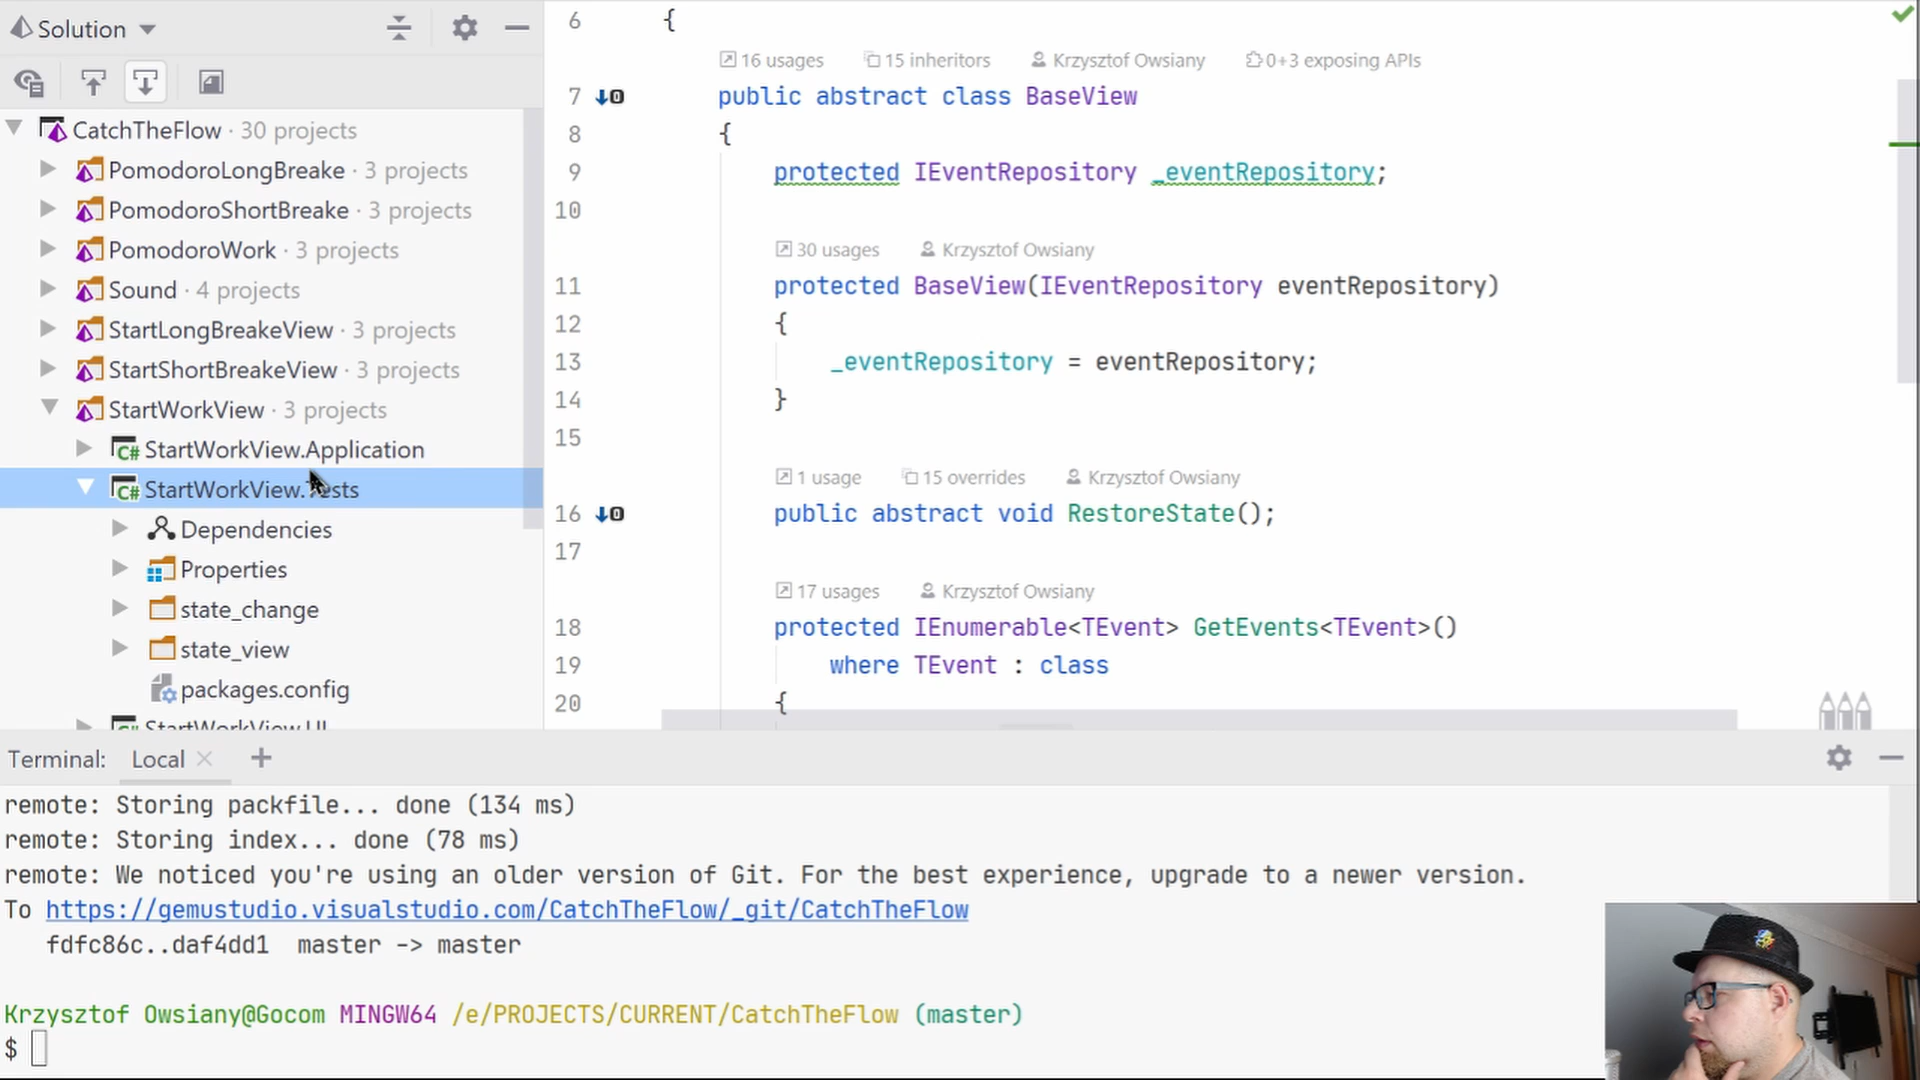 Solution
CatchTheFlow · 30 projects
PomodoroLongBreake · 3 projects
PomodoroShortBreake · 3 projects
PomodoroWork · 3 projects
Sound · 4 projects
StartLongBreakeView · 3 projects
StartShortBreakeView · 3 projects
StartWorkView · 3 projects
C# StartWorkView.Application
C# StartWorkView.Tests
Dependencies
Properties
state_change
state_view
packages.config
StartWorkView.UI
6 {
16 usages 15 inheritors Krzysztof Owsiany 0+3 exposing APIs
7 public abstract class BaseView
8 {
9 protected IEventRepository _eventRepository;
10
30 usages Krzysztof Owsiany
11 protected BaseView(IEventRepository eventRepository)
12 {
13 _eventRepository = eventRepository;
14 }
15
1 usage 15 overrides Krzysztof Owsiany
16 public abstract void RestoreState();
17
17 usages Krzysztof Owsiany
18 protected IEnumerable<TEvent> GetEvents<TEvent>()
19 where TEvent : class
20 {
Terminal: Local
remote: Storing packfile... done (134 ms)
remote: Storing index... done (78 ms)
remote: We noticed you're using an older version of Git. For the best experience, upgrade to a newer version.
To https://gemustudio.visualstudio.com/CatchTheFlow/_git/CatchTheFlow
fdfc86c..daf4dd1 master -> master
Krzysztof Owsiany@Gocom MINGW64 /e/PROJECTS/CURRENT/CatchTheFlow (master)
$